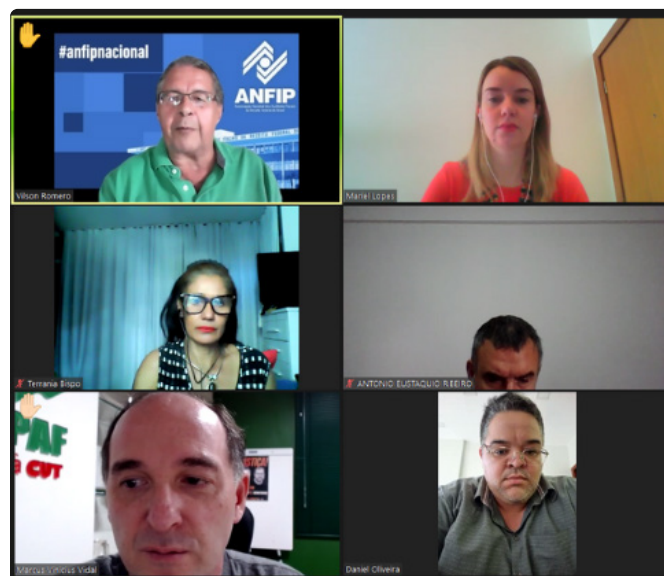 #anfipnacional
ANFIP
Vilson Romero
Mariel Lopes
Terrania Bispo
ANTONIO EUSTAQUIO RIBEIRO
PAF
CUT
Marcus Vinicius Vidal
Daniel Oliveira